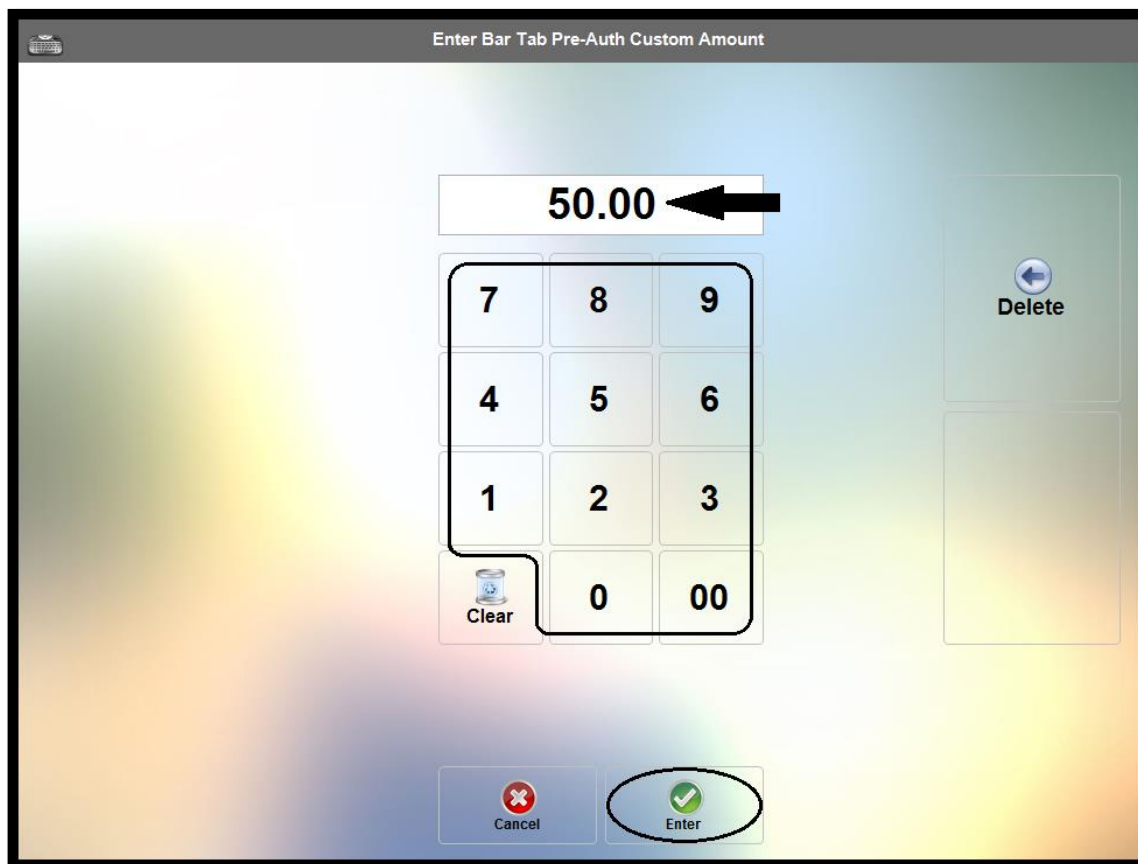 Enter Bar Tab Pre-Auth Custom Amount
50.00
7 8 9
Delete
4 5 6
1 2 3
Clear 0 00
Cancel Enter